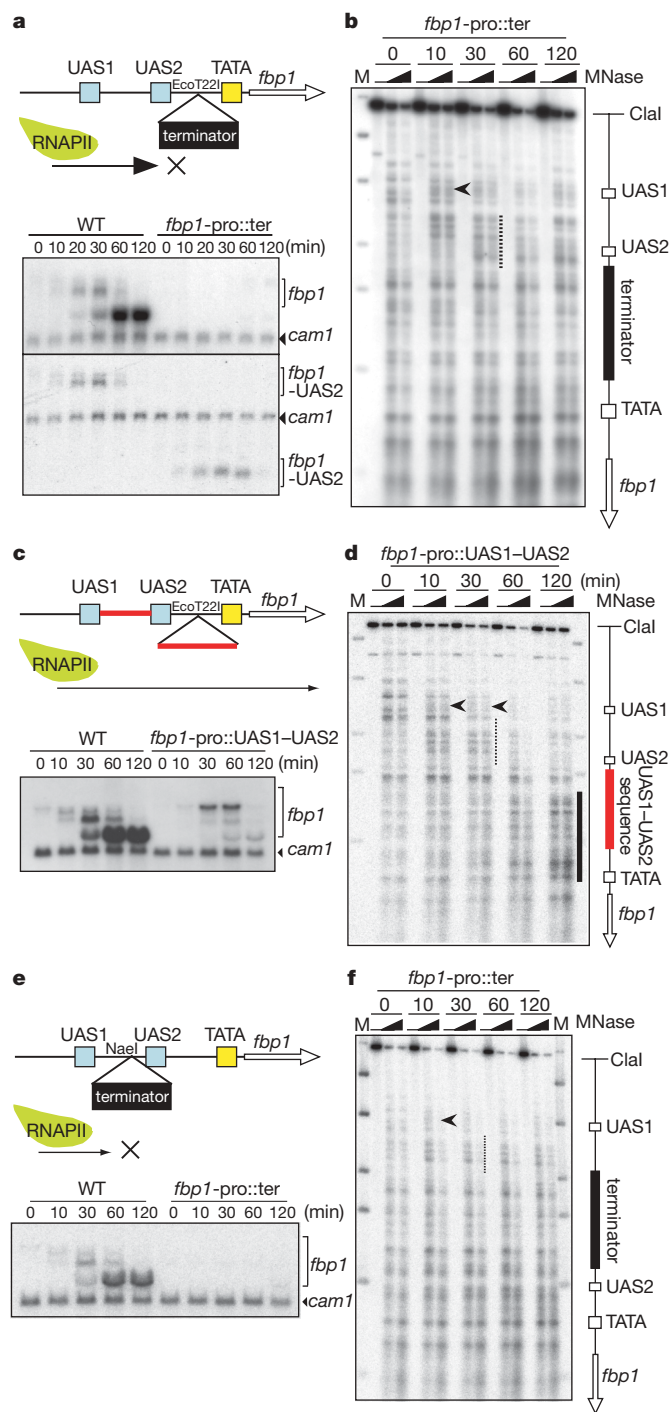 a
UAS1 UAS2 TATA fbp1
EcoT22I
terminator
RNAPII
WT fbp1-pro::ter
0 10 20 30 60 120 0 10 20 30 60 120 (min)
fbp1
cam1
fbp1
-UAS2
cam1
fbp1
-UAS2
b
fbp1-pro::ter
0 10 30 60 120
M MNase
ClaI
UAS1
UAS2
terminator
TATA
fbp1
c
UAS1 UAS2 TATA fbp1
EcoT22I
RNAPII
WT fbp1-pro::UAS1–UAS2
0 10 30 60 120 0 10 30 60 120 (min)
fbp1
cam1
d
fbp1-pro::UAS1–UAS2
0 10 30 60 120 (min)
M MNase
ClaI
UAS1
UAS2
UAS1–UAS2
sequence
TATA
fbp1
e
UAS1 NaeI UAS2 TATA fbp1
terminator
RNAPII
WT fbp1-pro::ter
0 10 30 60 120 0 10 30 60 120 (min)
fbp1
cam1
f
fbp1-pro::ter
0 10 30 60 120
M M MNase
ClaI
UAS1
terminator
UAS2
TATA
fbp1